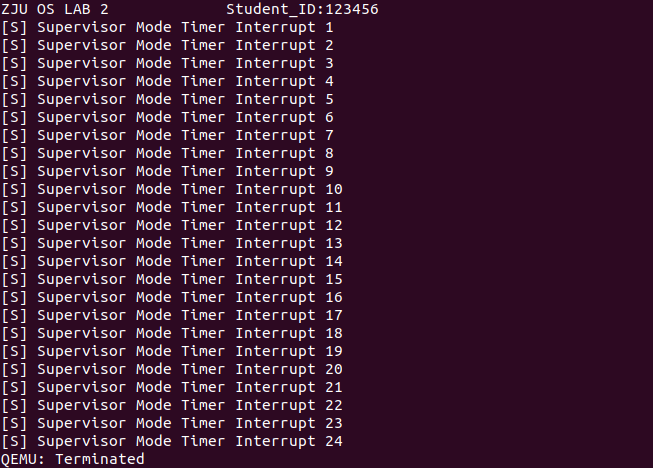 ZJU OS LAB 2             Student_ID:123456
[S] Supervisor Mode Timer Interrupt 1
[S] Supervisor Mode Timer Interrupt 2
[S] Supervisor Mode Timer Interrupt 3
[S] Supervisor Mode Timer Interrupt 4
[S] Supervisor Mode Timer Interrupt 5
[S] Supervisor Mode Timer Interrupt 6
[S] Supervisor Mode Timer Interrupt 7
[S] Supervisor Mode Timer Interrupt 8
[S] Supervisor Mode Timer Interrupt 9
[S] Supervisor Mode Timer Interrupt 10
[S] Supervisor Mode Timer Interrupt 11
[S] Supervisor Mode Timer Interrupt 12
[S] Supervisor Mode Timer Interrupt 13
[S] Supervisor Mode Timer Interrupt 14
[S] Supervisor Mode Timer Interrupt 15
[S] Supervisor Mode Timer Interrupt 16
[S] Supervisor Mode Timer Interrupt 17
[S] Supervisor Mode Timer Interrupt 18
[S] Supervisor Mode Timer Interrupt 19
[S] Supervisor Mode Timer Interrupt 20
[S] Supervisor Mode Timer Interrupt 21
[S] Supervisor Mode Timer Interrupt 22
[S] Supervisor Mode Timer Interrupt 23
[S] Supervisor Mode Timer Interrupt 24
QEMU: Terminated